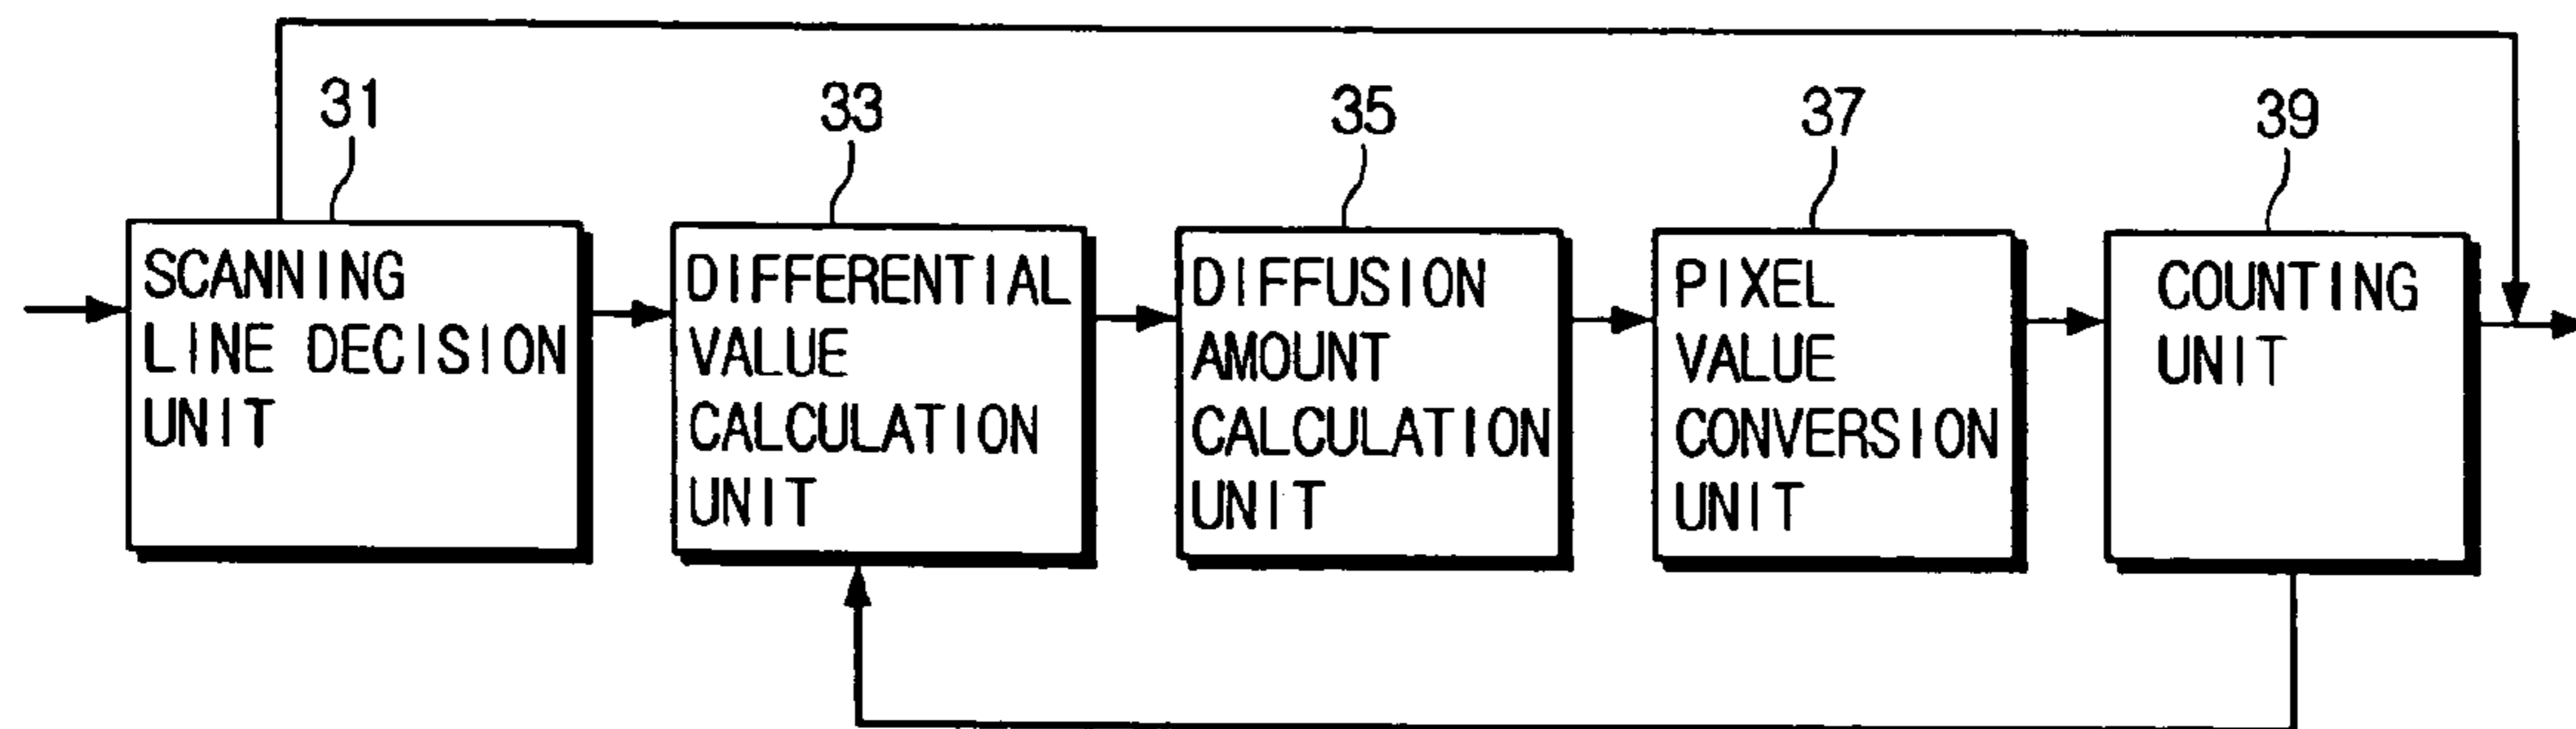 31
33
35
37
39
SCANNING
LINE DECISION
UNIT
DIFFERENTIAL
VALUE
CALCULATION
UNIT
DIFFUSION
AMOUNT
CALCULATION
UNIT
PIXEL
VALUE
CONVERSION
UNIT
COUNTING
UNIT